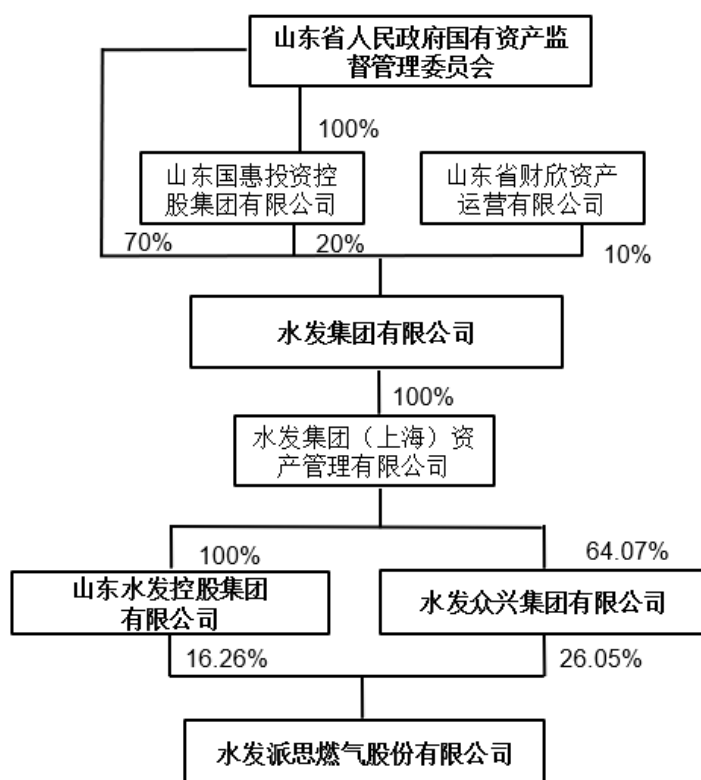 山东省人民政府国有资产监
督管理委员会
100%
山东国惠投资控
股集团有限公司
山东省财欣资产
运营有限公司
70%
20%
10%
水发集团有限公司
100%
水发集团（上海）资
产管理有限公司
100%
64.07%
山东水发控股集团
有限公司
水发众兴集团有限公司
16.26%
26.05%
水发派思燃气股份有限公司